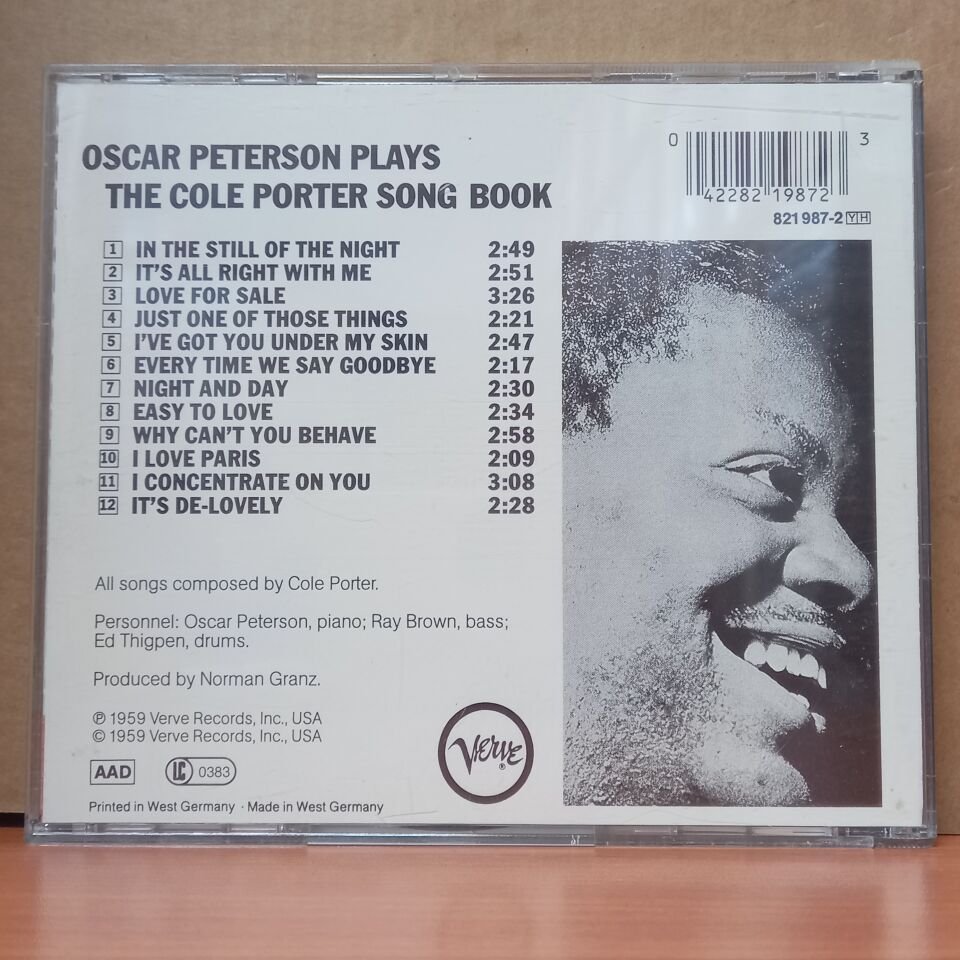 OSCAR PETERSON PLAYS
THE COLE PORTER SONG BOOK
0 42282 19872 3
821 987-2 YH
1 IN THE STILL OF THE NIGHT 2:49
2 IT'S ALL RIGHT WITH ME 2:51
3 LOVE FOR SALE 3:26
4 JUST ONE OF THOSE THINGS 2:21
5 I'VE GOT YOU UNDER MY SKIN 2:47
6 EVERY TIME WE SAY GOODBYE 2:17
7 NIGHT AND DAY 2:30
8 EASY TO LOVE 2:34
9 WHY CAN'T YOU BEHAVE 2:58
10 I LOVE PARIS 2:09
11 I CONCENTRATE ON YOU 3:08
12 IT'S DE-LOVELY 2:28
All songs composed by Cole Porter.
Personnel: Oscar Peterson, piano; Ray Brown, bass;
Ed Thigpen, drums.
Produced by Norman Granz.
℗ 1959 Verve Records, Inc., USA
© 1959 Verve Records, Inc., USA
AAD LC 0383
Verve ®
Printed in West Germany · Made in West Germany